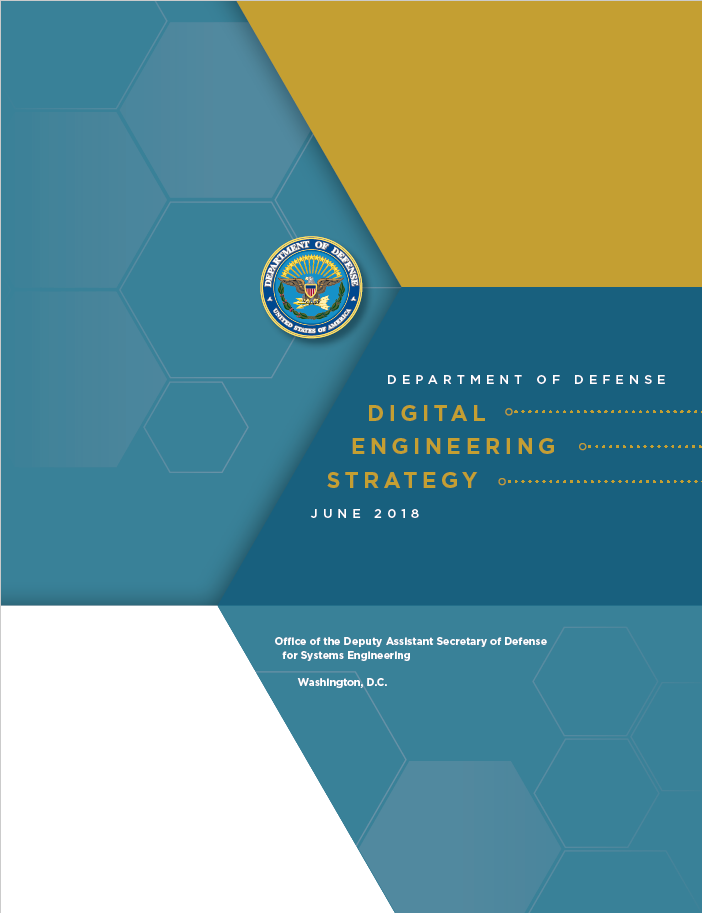 DEPARTMENT OF DEFENSE
UNITED STATES OF AMERICA
DEPARTMENT OF DEFENSE
DIGITAL
ENGINEERING
STRATEGY
JUNE 2018
Office of the Deputy Assistant Secretary of Defense
for Systems Engineering
Washington, D.C.